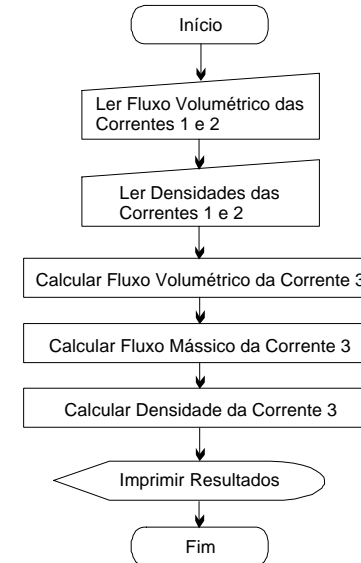 Início
Ler Fluxo Volumétrico das
Correntes 1 e 2
Ler Densidades das
Correntes 1 e 2
Calcular Fluxo Volumétrico da Corrente 3
Calcular Fluxo Mássico da Corrente 3
Calcular Densidade da Corrente 3
Imprimir Resultados
Fim